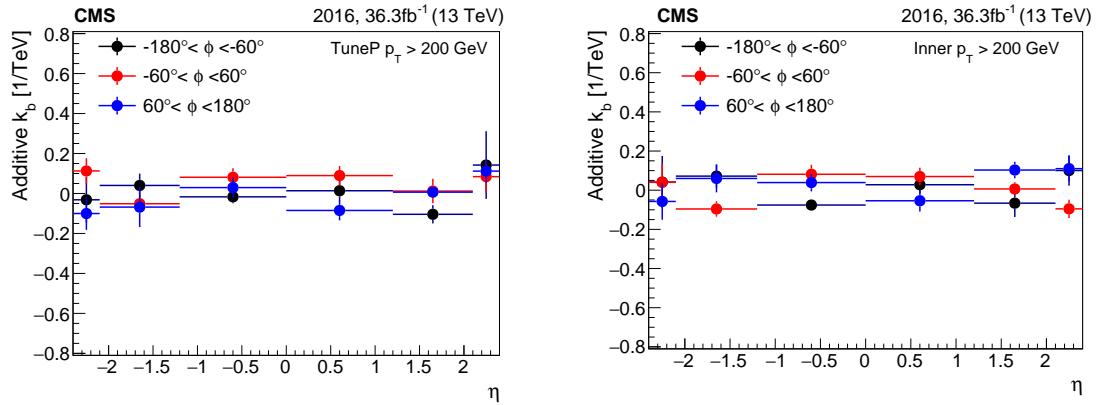 CMS 2016, 36.3fb⁻¹ (13 TeV)
Additive k_b [1/TeV]
0.8
0.6
0.4
0.2
0
−0.2
−0.4
−0.6
−0.8
-180°< ϕ <-60°
-60°< ϕ <60°
60°< ϕ <180°
TuneP p_T > 200 GeV
−2 −1.5 −1 −0.5 0 0.5 1 1.5 2
η
CMS 2016, 36.3fb⁻¹ (13 TeV)
Additive k_b [1/TeV]
0.8
0.6
0.4
0.2
0
−0.2
−0.4
−0.6
−0.8
-180°< ϕ <-60°
-60°< ϕ <60°
60°< ϕ <180°
Inner p_T > 200 GeV
−2 −1.5 −1 −0.5 0 0.5 1 1.5 2
η